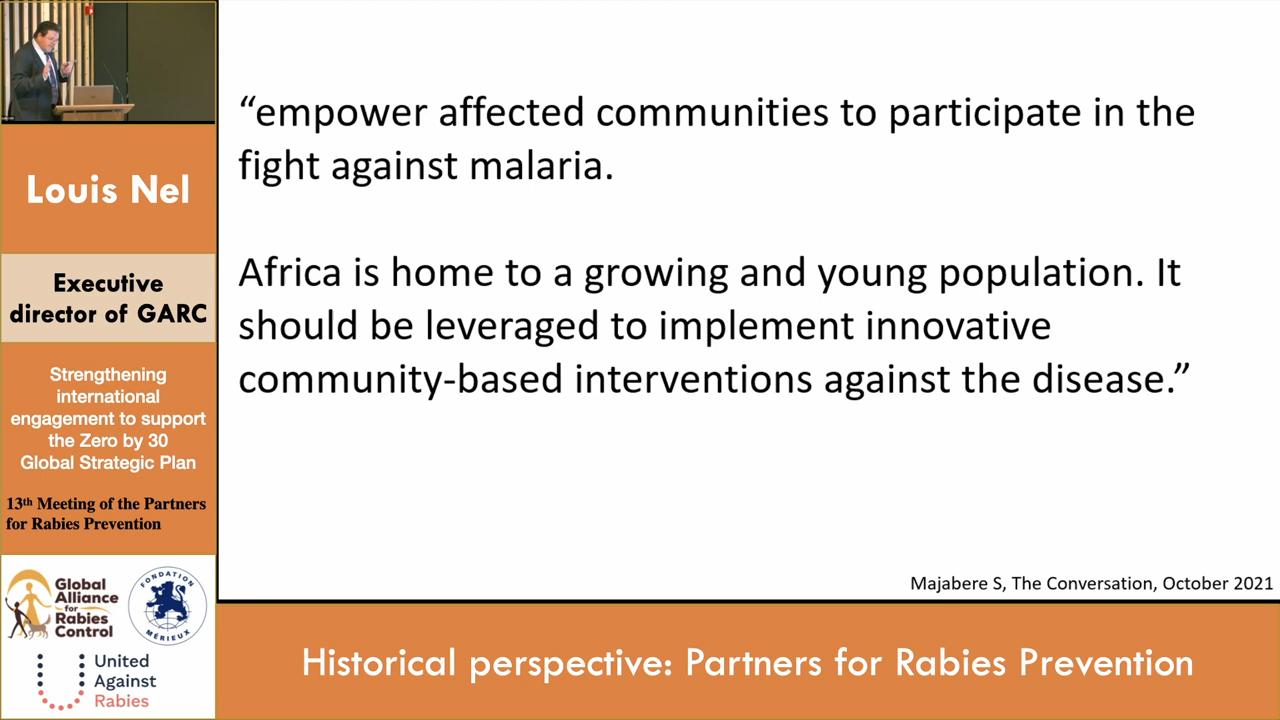 Louis Nel
Executive
director of GARC
Strengthening
international
engagement to support
the Zero by 30
Global Strategic Plan
13th Meeting of the Partners
for Rabies Prevention
Global
Alliance
for
Rabies
Control
FONDATION
MÉRIEUX
United
Against
Rabies
“empower affected communities to participate in the
fight against malaria.
Africa is home to a growing and young population. It
should be leveraged to implement innovative
community-based interventions against the disease.”
Majabere S, The Conversation, October 2021
Historical perspective: Partners for Rabies Prevention